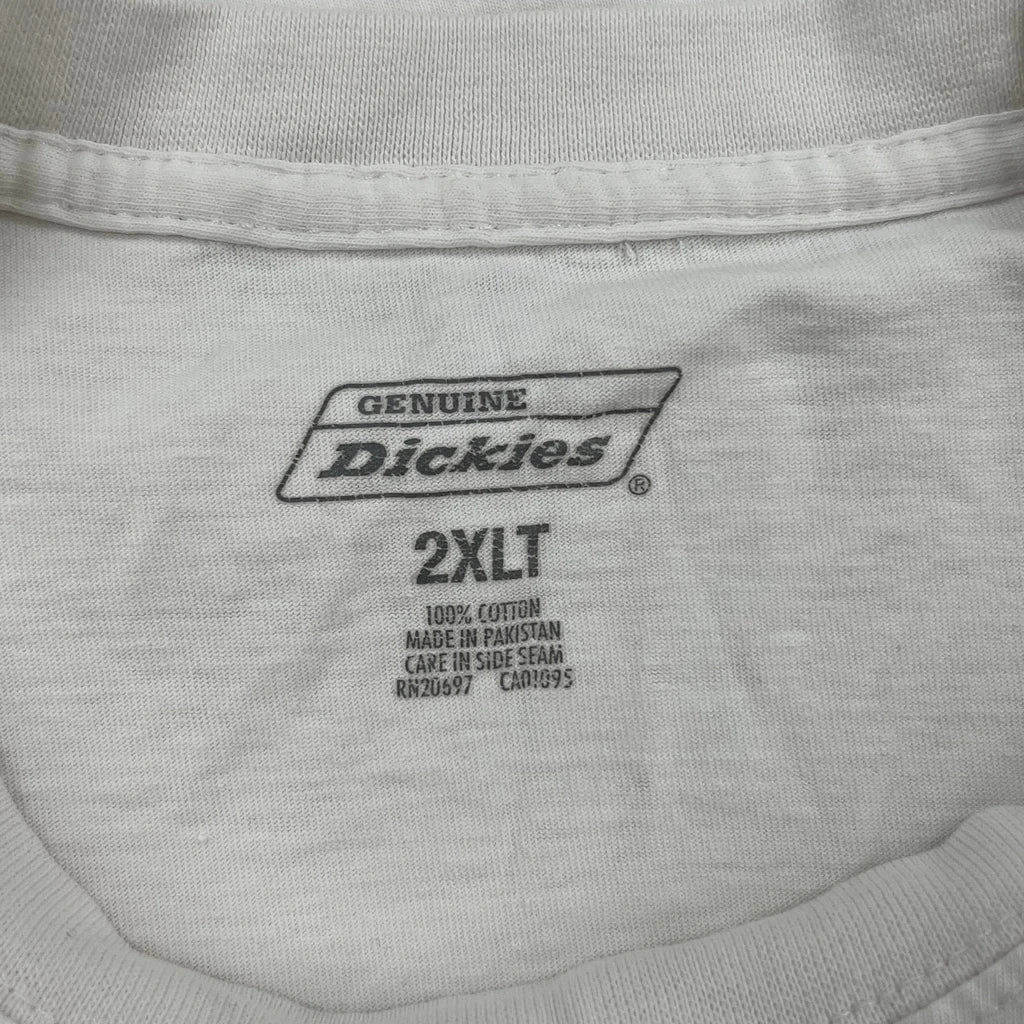 GENUINE
Dickies®
2XLT
100% COTTON
MADE IN PAKISTAN
CARE IN SIDE SEAM
RN20697 CA01095